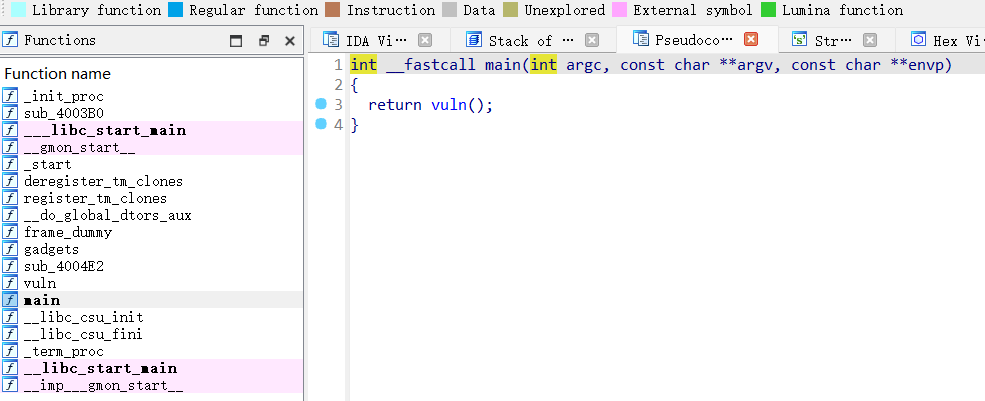 Library function Regular function Instruction Data Unexplored External symbol Lumina function
Functions
IDA Vi··· Stack of ··· Pseudoco··· Str··· Hex Vi
Function name
_init_proc
sub_4003B0
___libc_start_main
__gmon_start__
_start
deregister_tm_clones
register_tm_clones
__do_global_dtors_aux
frame_dummy
gadgets
sub_4004E2
vuln
main
__libc_csu_init
__libc_csu_fini
_term_proc
__libc_start_main
__imp___gmon_start__
1 int __fastcall main(int argc, const char **argv, const char **envp)
2 {
3 return vuln();
4 }